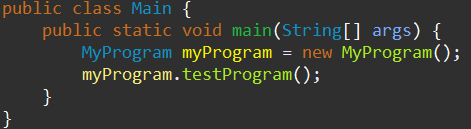 public class Main {
    public static void main(String[] args) {
        MyProgram myProgram = new MyProgram();
        myProgram.testProgram();
    }
}